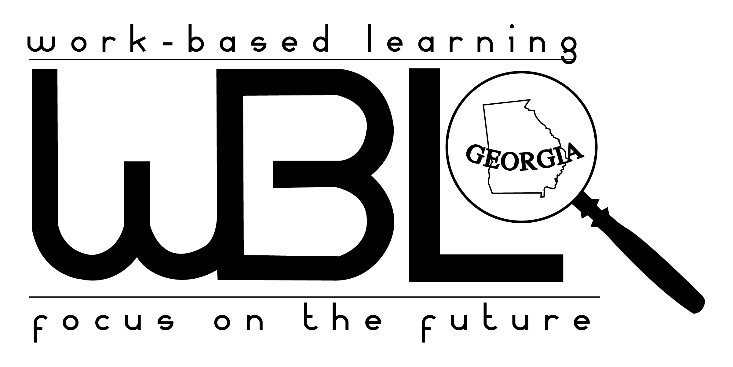 work-based learning
WBL
GEORGIA
focus on the future